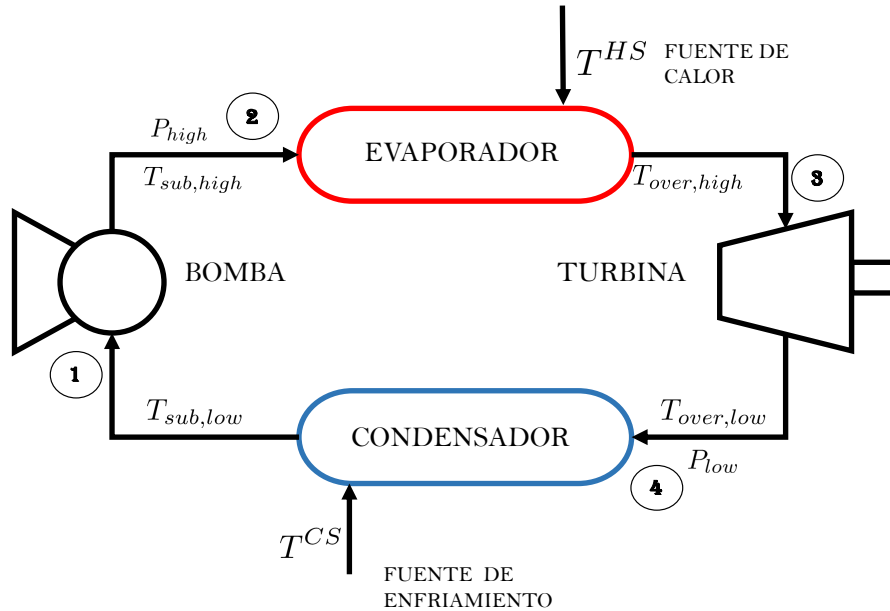 T^{HS} FUENTE DE
CALOR
2
P_{high}
EVAPORADOR
T_{sub,high}
T_{over,high}
3
BOMBA
TURBINA
1
T_{sub,low}
CONDENSADOR
T_{over,low}
P_{low}
4
T^{CS}
FUENTE DE
ENFRIAMIENTO